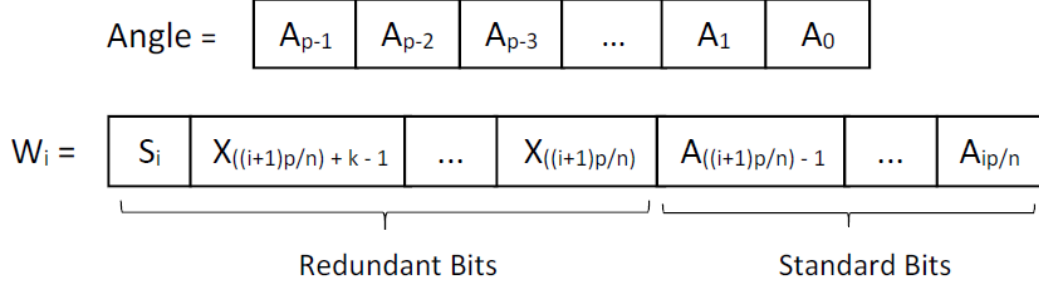 Angle = A_{p-1} A_{p-2} A_{p-3} ... A_1 A_0
W_i = S_i X_{((i+1)p/n) + k - 1} ... X_{((i+1)p/n)} A_{((i+1)p/n) - 1} ... A_{ip/n}
Redundant Bits Standard Bits